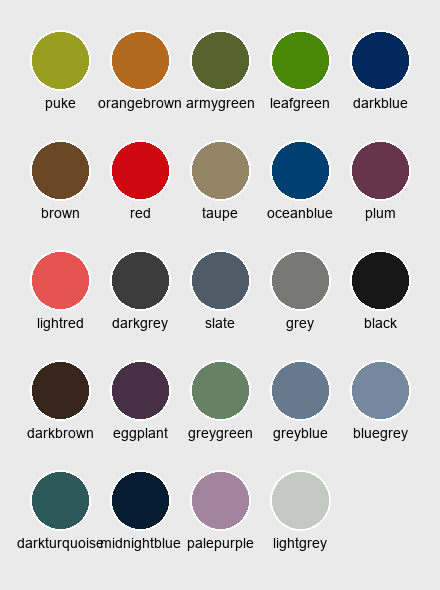 puke orangebrown armygreen leafgreen darkblue
brown red taupe oceanblue plum
lightred darkgrey slate grey black
darkbrown eggplant greygreen greyblue bluegrey
darkturquoise midnightblue palepurple lightgrey